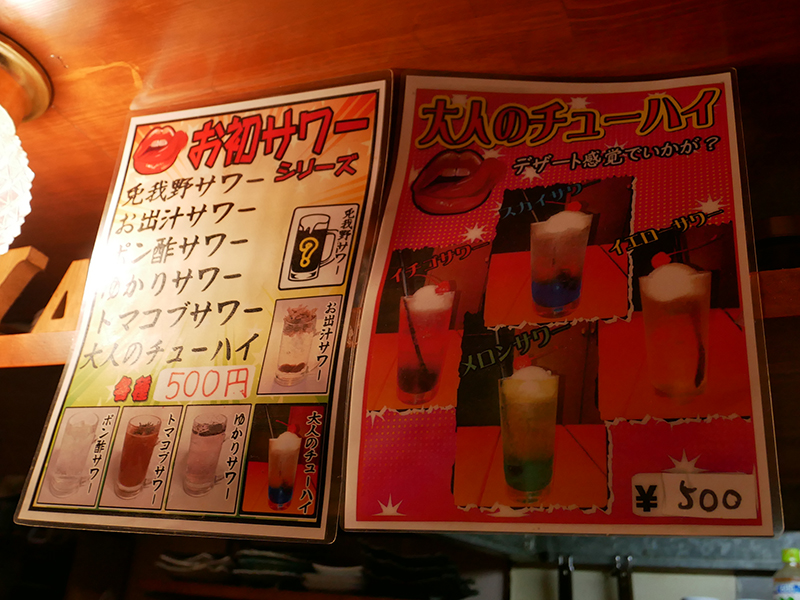 お初サワー
シリーズ
兎我野サワー
お出汁サワー
ポン酢サワー
ゆかりサワー
トマコブサワー
大人のチューハイ
各種 500円
兎我野サワー
?
お出汁サワー
ポン酢サワー
トマコブサワー
ゆかりサワー
大人のチューハイ
大人のチューハイ
デザート感覚でいかが?
スカイサワー
イチゴサワー
イエローサワー
メロンサワー
¥ 500